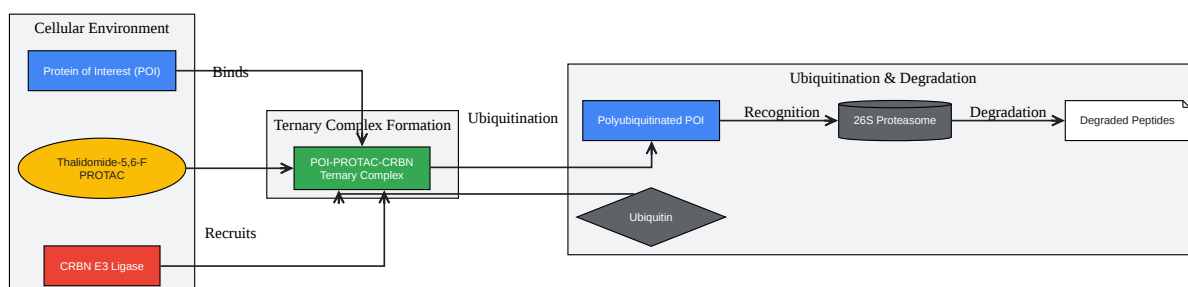 Cellular Environment
Protein of Interest (POI)
Binds
Thalidomide-5,6-F
PROTAC
Recruits
CRBN E3 Ligase
Ternary Complex Formation
POI-PROTAC-CRBN
Ternary Complex
Ubiquitination
Ubiquitination & Degradation
Polyubiquitinated POI
Recognition
26S Proteasome
Degradation
Degraded Peptides
Ubiquitin